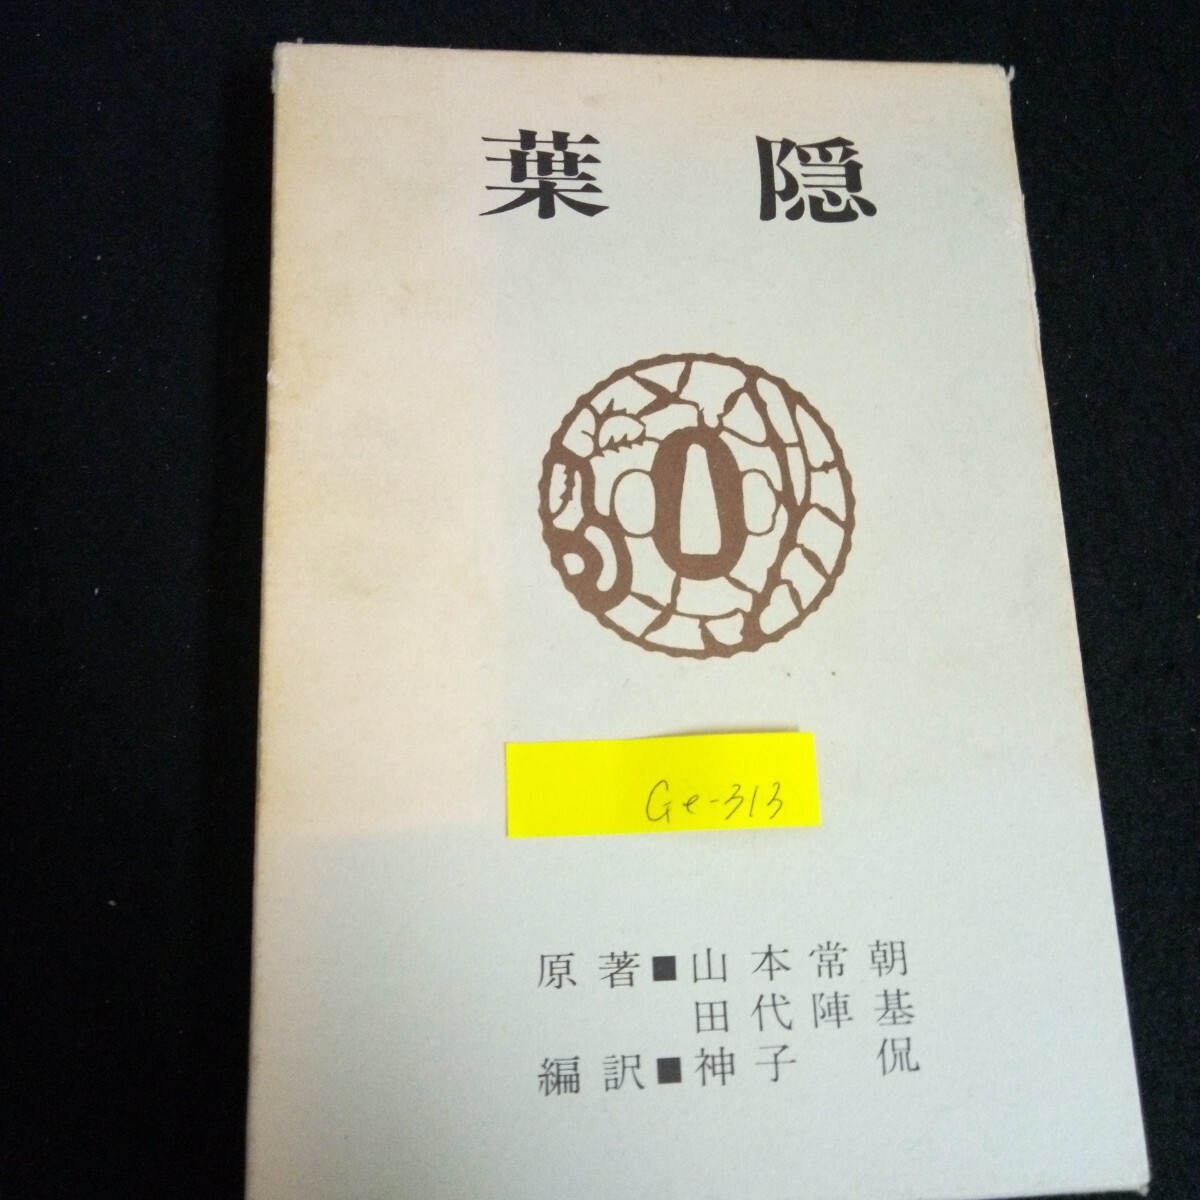 葉 隠
Ge-313
原著■山本常朝
田代陣基
編訳■神子 侃